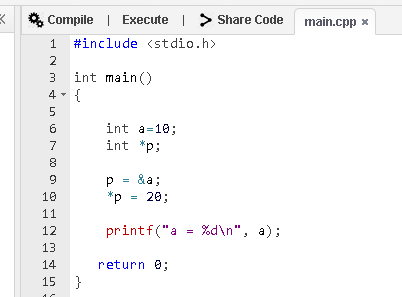 Compile | Execute | > Share Code main.cpp ×
1 #include <stdio.h>
2
3 int main()
4 {
5
6     int a=10;
7     int *p;
8
9     p = &a;
10     *p = 20;
11
12     printf("a = %d\n", a);
13
14    return 0;
15 }
16